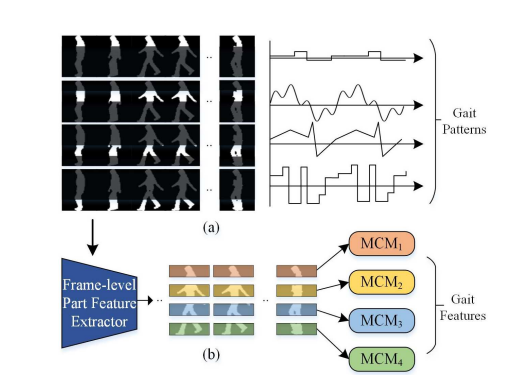 Gait
Patterns
(a)
Frame-level
Part Feature
Extractor
MCM1
MCM2
MCM3
MCM4
Gait
Features
(b)